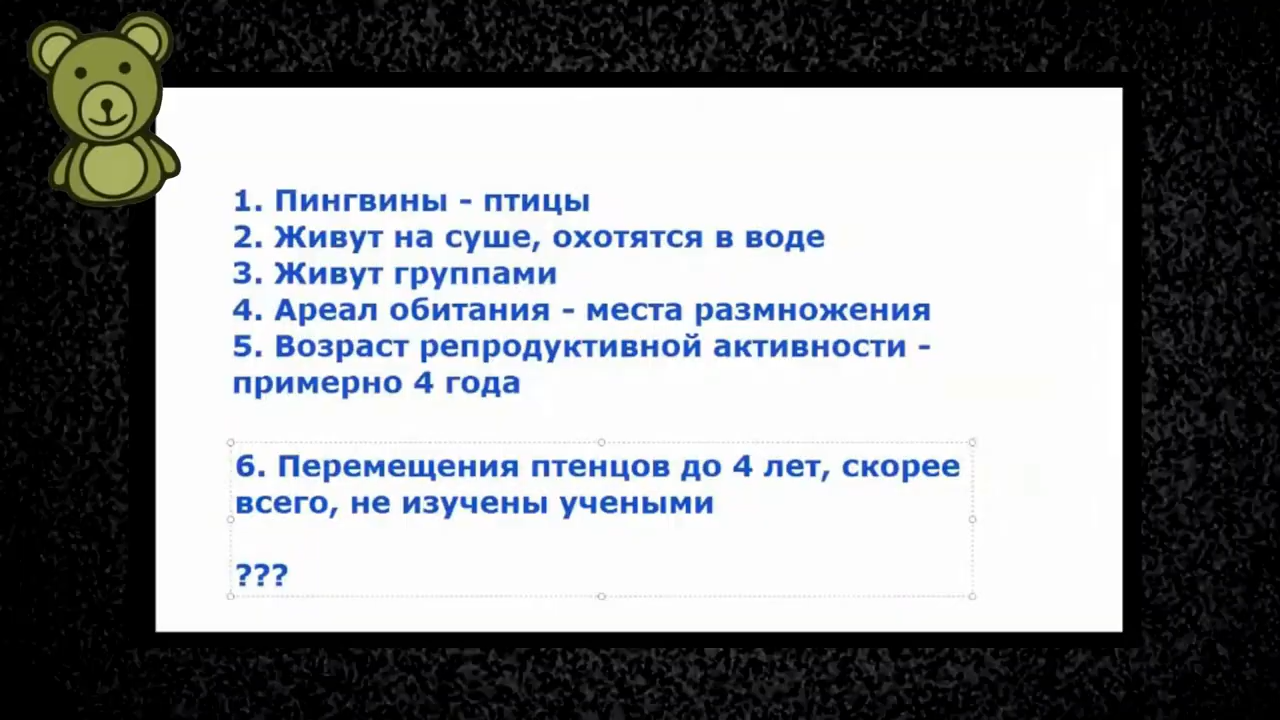 1. Пингвины - птицы
2. Живут на суше, охотятся в воде
3. Живут группами
4. Ареал обитания - места размножения
5. Возраст репродуктивной активности -
примерно 4 года
6. Перемещения птенцов до 4 лет, скорее
всего, не изучены учеными
???